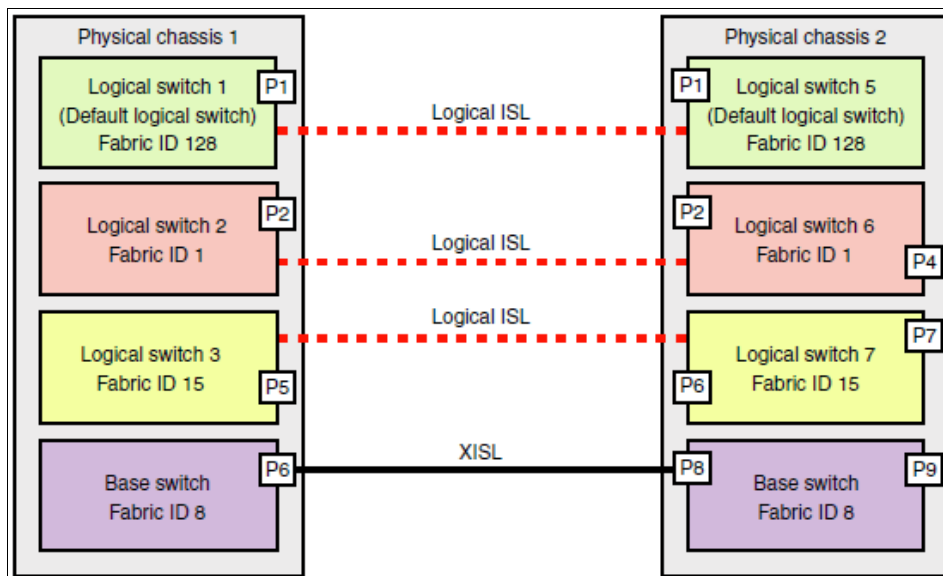 Physical chassis 1
Logical switch 1
(Default logical switch)
Fabric ID 128
P1
Logical switch 2
Fabric ID 1
P2
Logical switch 3
Fabric ID 15
P5
Base switch
Fabric ID 8
P6
Logical ISL
Logical ISL
Logical ISL
XISL
Physical chassis 2
P1
Logical switch 5
(Default logical switch)
Fabric ID 128
P2
Logical switch 6
Fabric ID 1
P4
P7
Logical switch 7
Fabric ID 15
P6
P8
P9
Base switch
Fabric ID 8